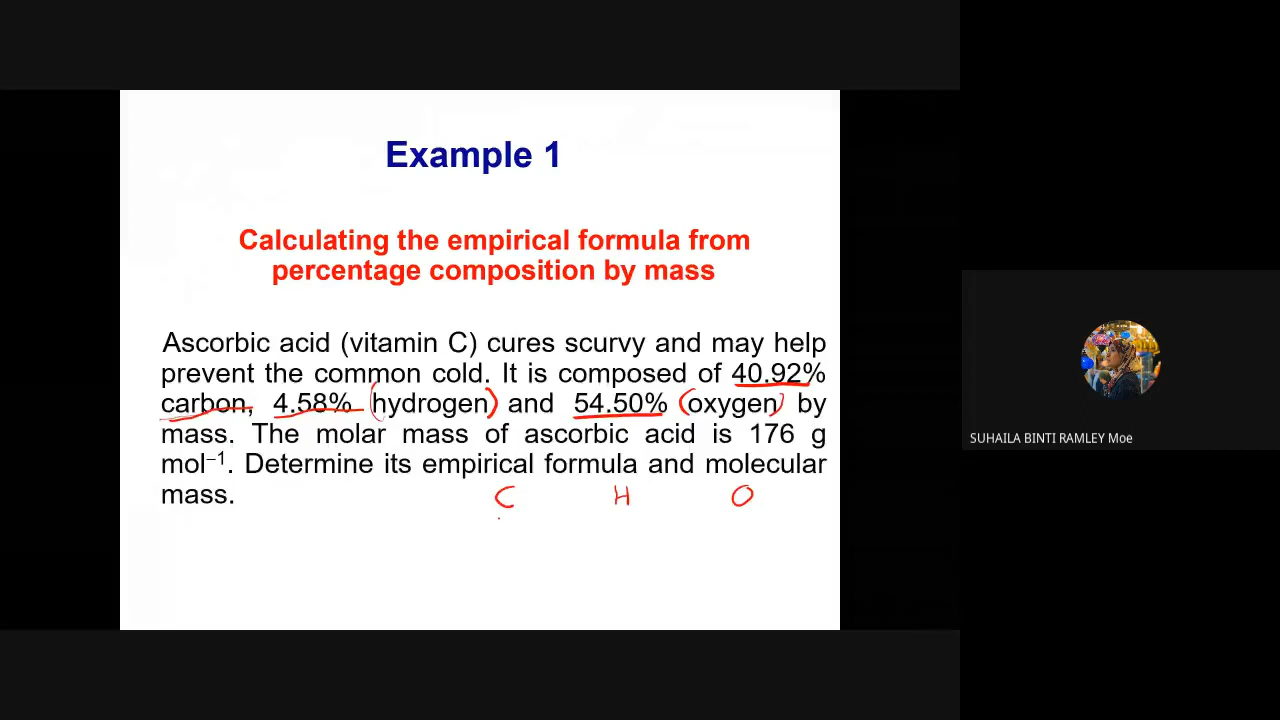 Example 1
Calculating the empirical formula from
percentage composition by mass
Ascorbic acid (vitamin C) cures scurvy and may help
prevent the common cold. It is composed of 40.92%
carbon, 4.58% (hydrogen) and 54.50% (oxygen) by
mass. The molar mass of ascorbic acid is 176 g
mol⁻¹. Determine its empirical formula and molecular
mass.
C H O
SUHAILA BINTI RAMLEY Moe